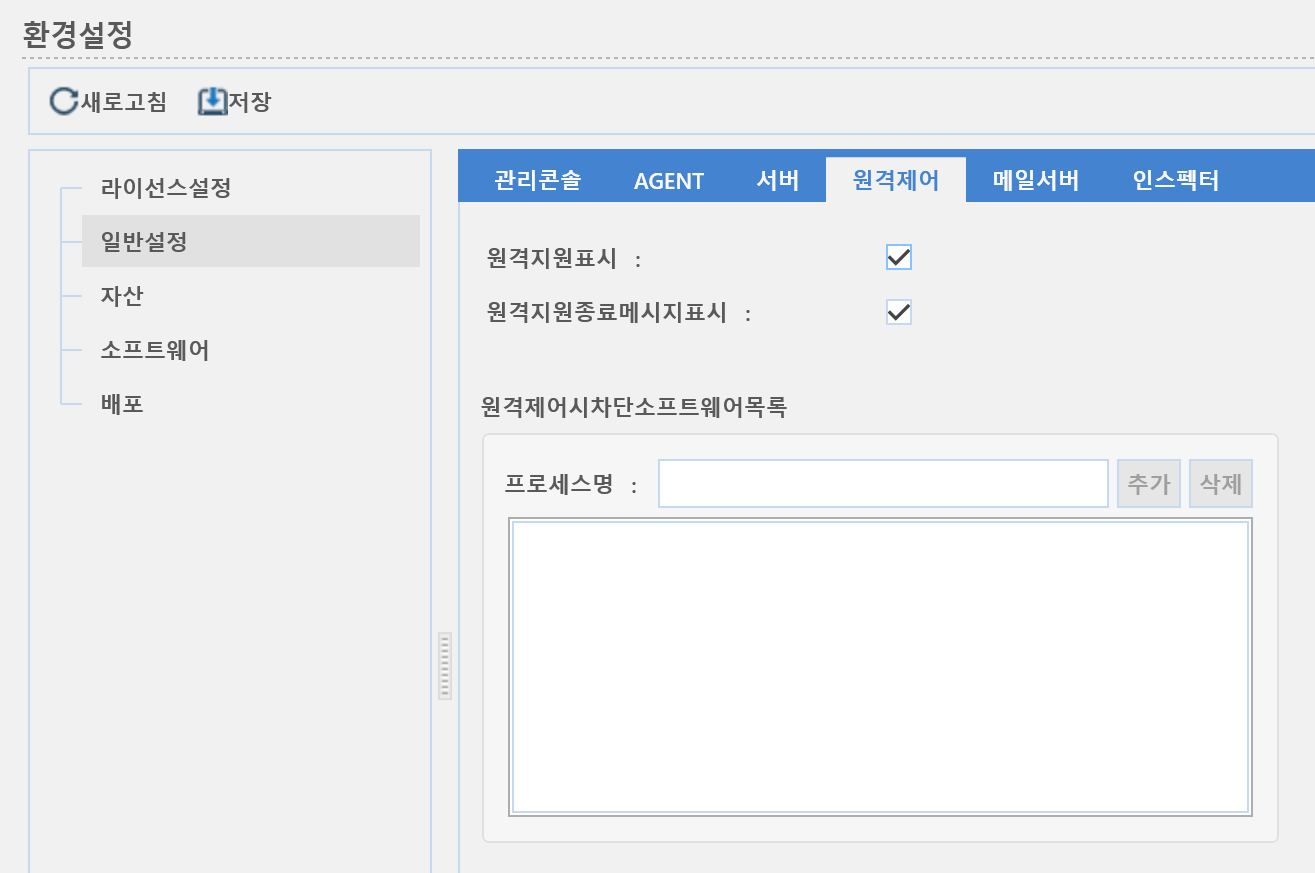 환경설정
새로고침 저장
라이선스설정
일반설정
자산
소프트웨어
배포
관리콘솔 AGENT 서버 원격제어 메일서버 인스펙터
원격지원표시 :
원격지원종료메시지표시 :
원격제어시차단소프트웨어목록
프로세스명 : 추가 삭제